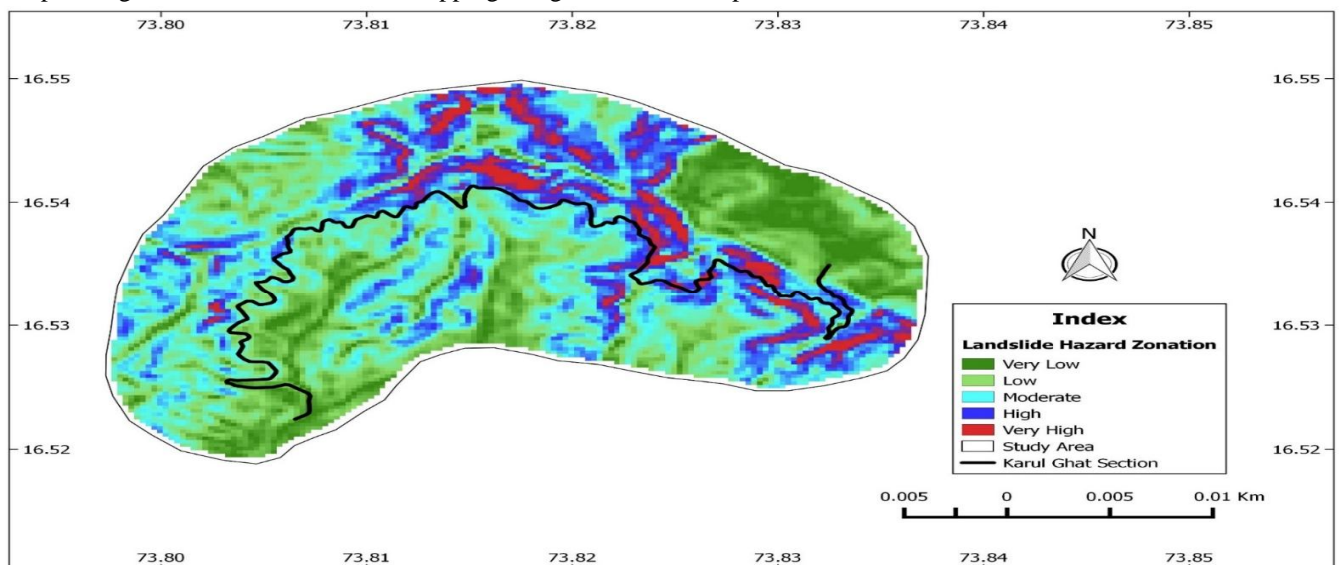 73.80 73.81 73.82 73.83 73.84 73.85
16.55 16.55
16.54 16.54
N
16.53 16.53
Index
Landslide Hazard Zonation
Very Low
Low
Moderate
High
Very High
Study Area
Karul Ghat Section
16.52 16.52
0.005 0 0.005 0.01 Km
73.80 73.81 73.82 73.83 73.84 73.85